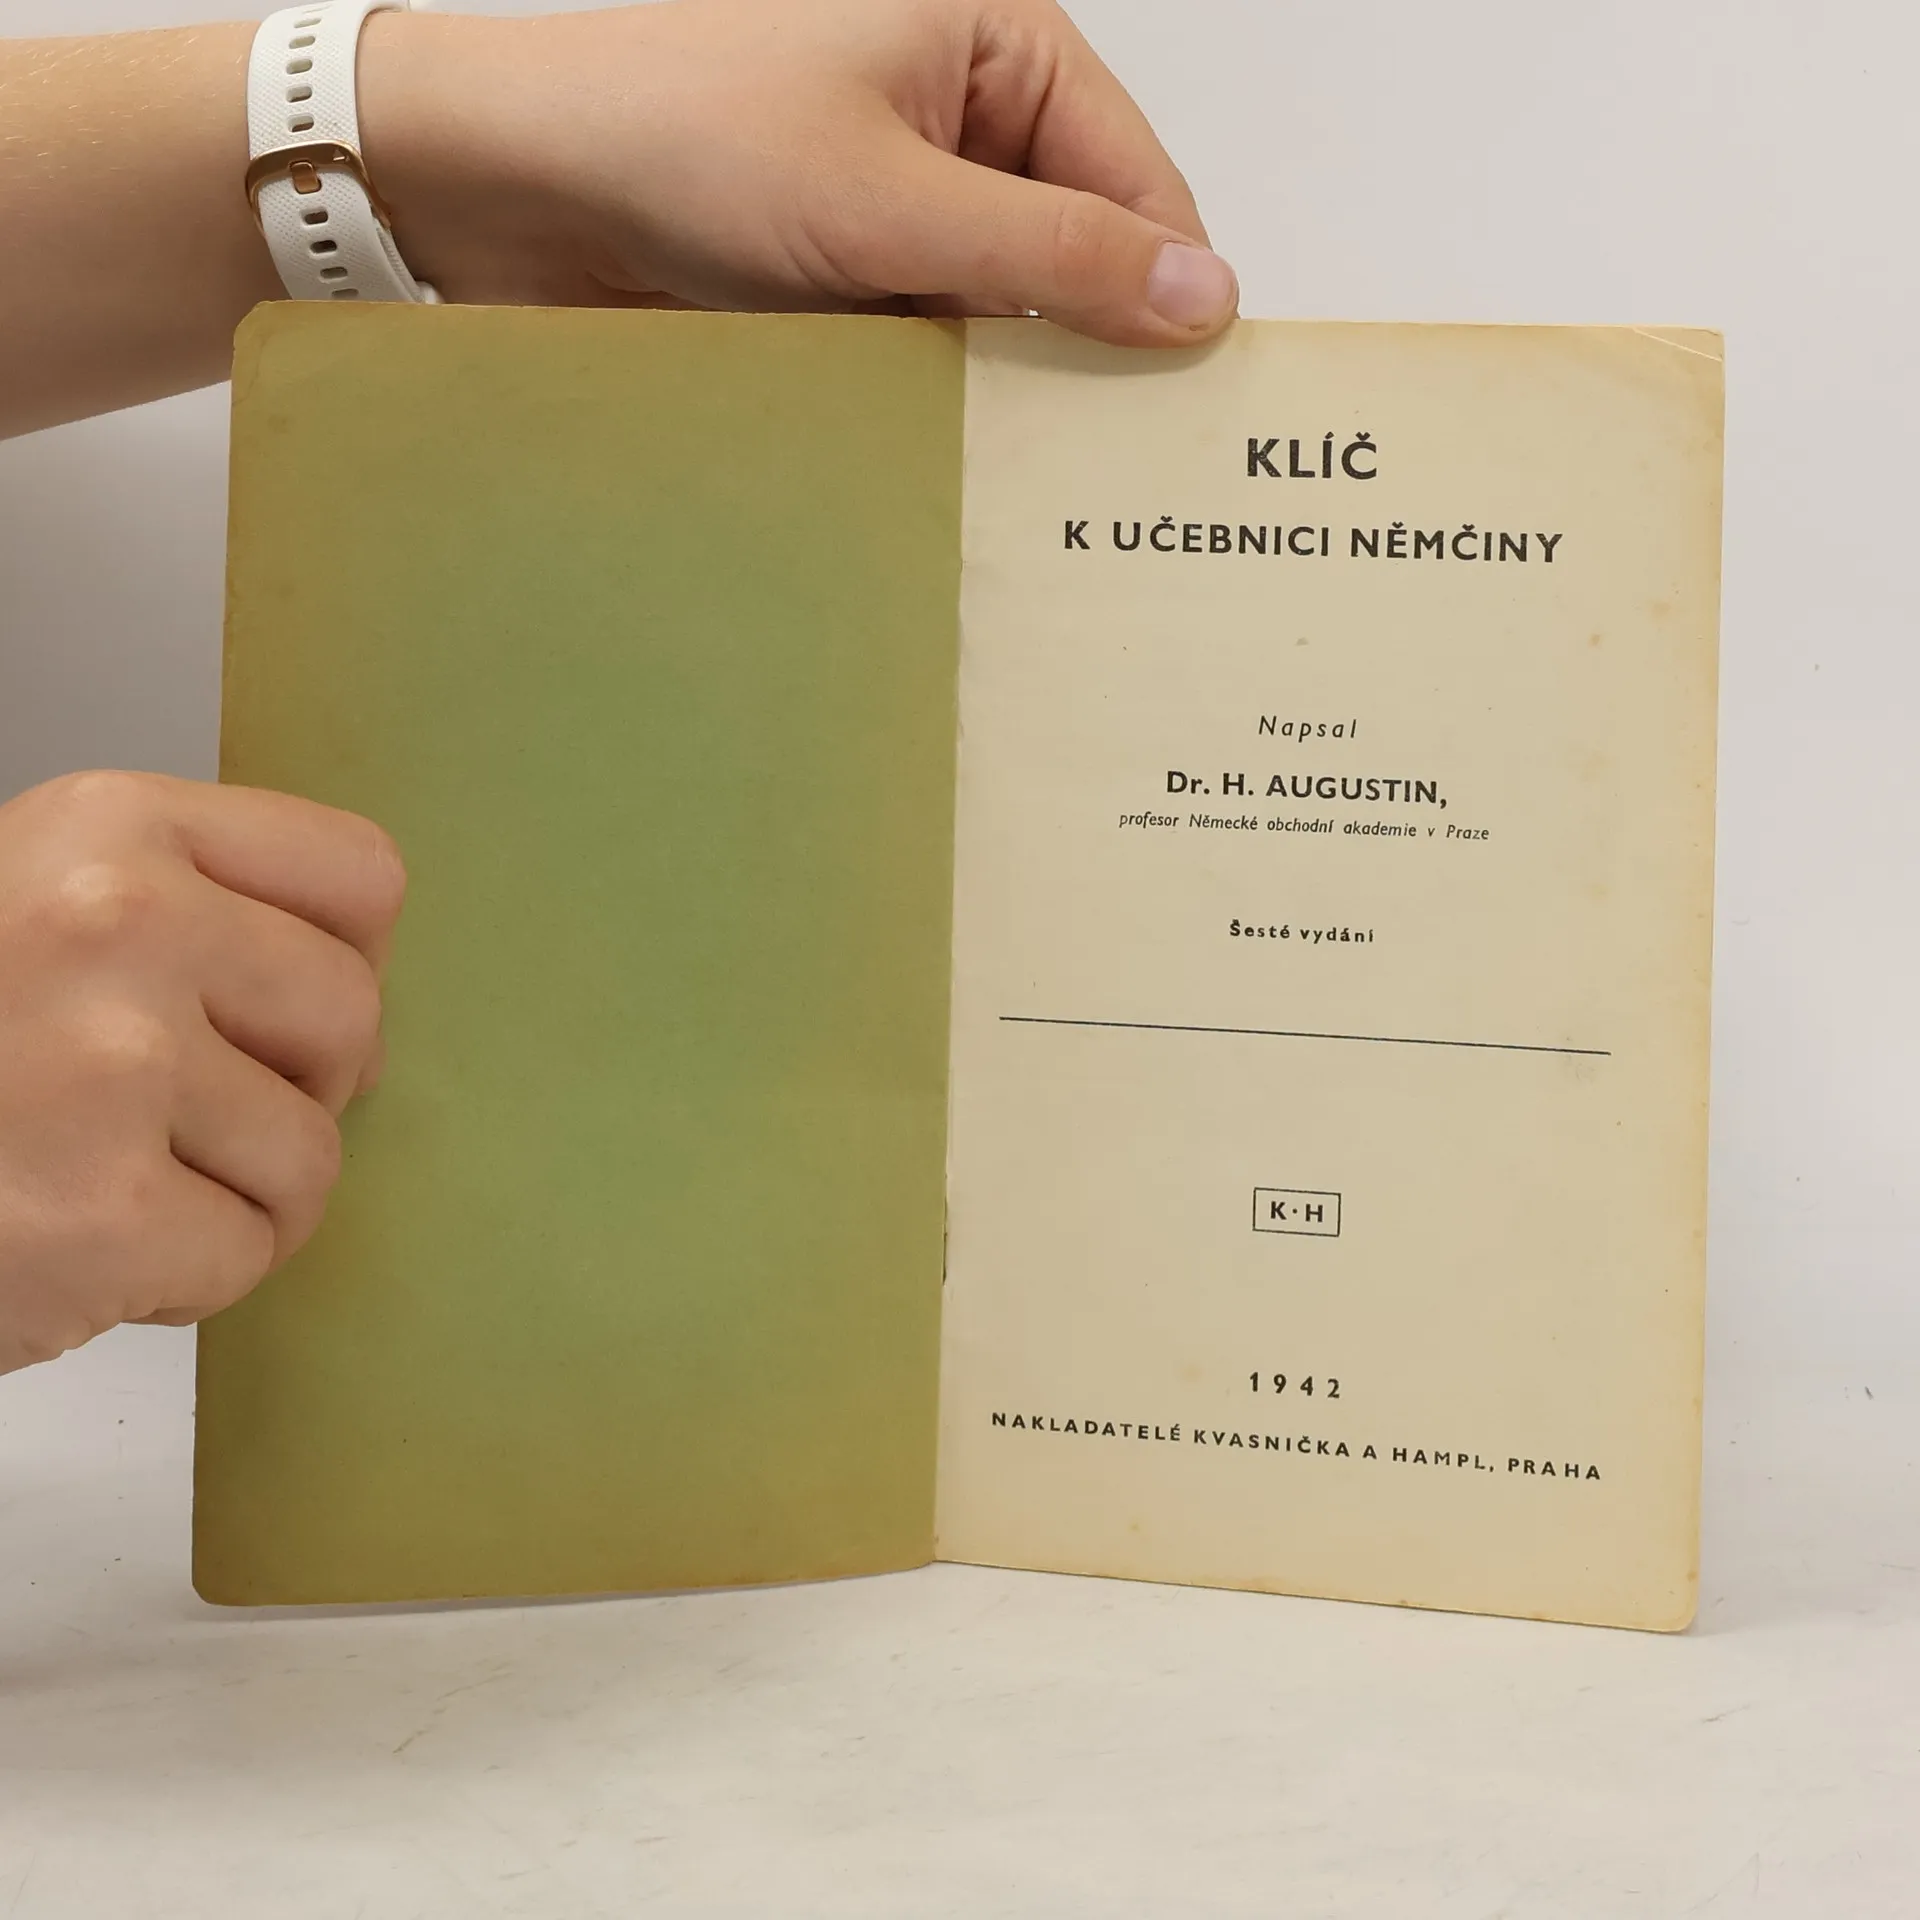 KLÍČ
K UČEBNICI NĚMČINY
Napsal
Dr. H. AUGUSTIN,
profesor Německé obchodní akademie v Praze
Šesté vydání
K·H
1942
NAKLADATELÉ KVASNIČKA A HAMPL, PRAHA